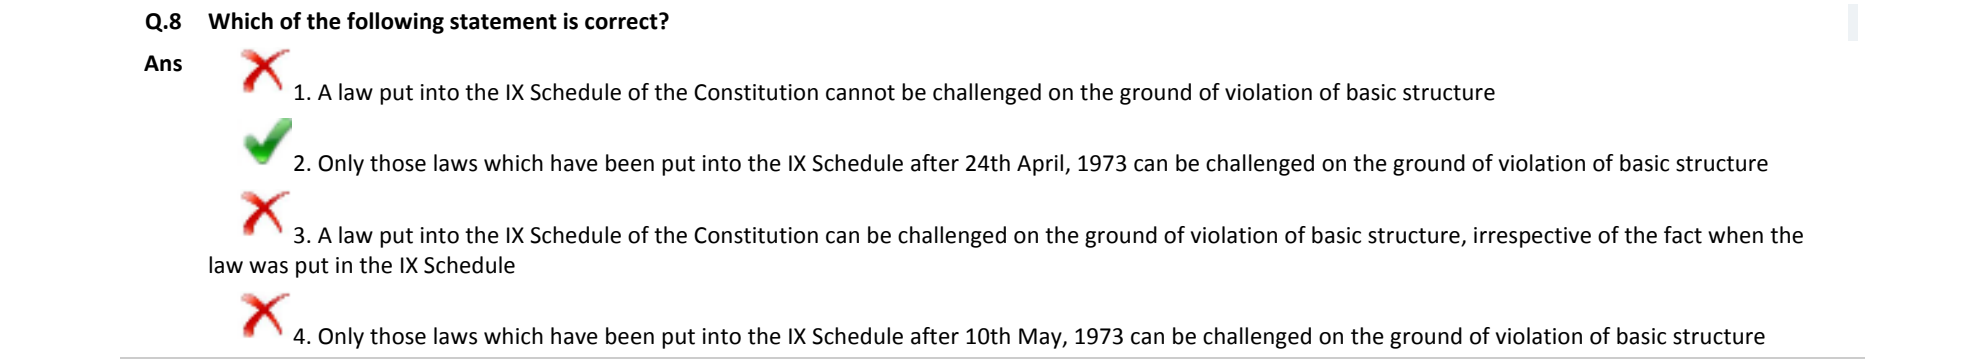 Q.8 Which of the following statement is correct?
Ans
1. A law put into the IX Schedule of the Constitution cannot be challenged on the ground of violation of basic structure
2. Only those laws which have been put into the IX Schedule after 24th April, 1973 can be challenged on the ground of violation of basic structure
3. A law put into the IX Schedule of the Constitution can be challenged on the ground of violation of basic structure, irrespective of the fact when the
law was put in the IX Schedule
4. Only those laws which have been put into the IX Schedule after 10th May, 1973 can be challenged on the ground of violation of basic structure